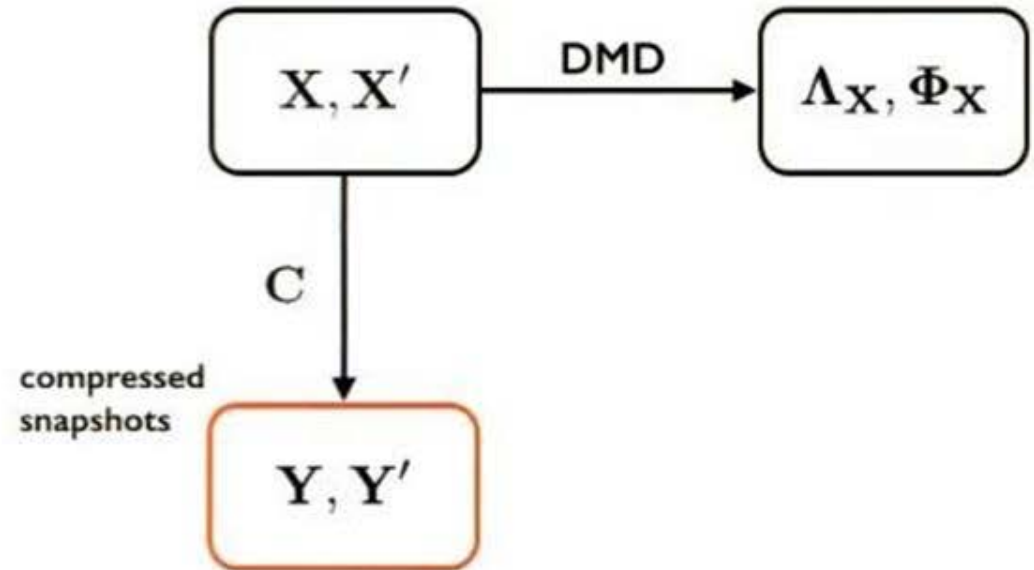 X, X′
DMD
Λ_X, Φ_X
C
compressed
snapshots
Y, Y′